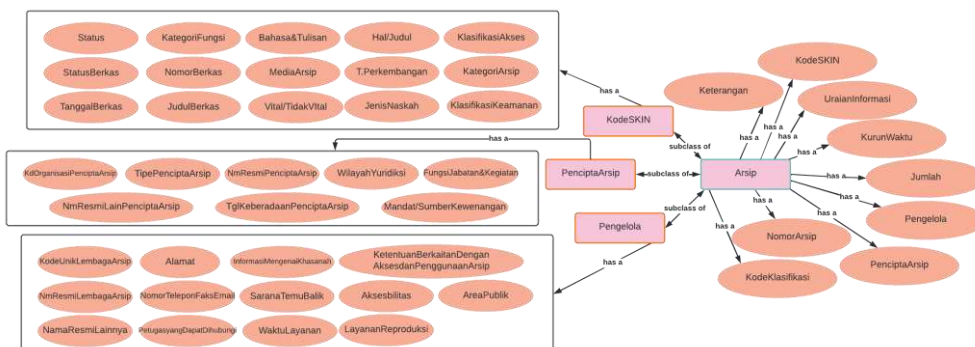 Status
KategoriFungsi
Bahasa&Tulisan
Hal/Judul
KlasifikasiAkses
StatusBerkas
NomorBerkas
MediaArsip
T.Perkembangan
KategoriArsip
TanggalBerkas
JudulBerkas
Vital/TidakVItal
JenisNaskah
KlasifikasiKeamanan
has a
KodeSKIN
has a
subclass of
KdOrganisasiPenciptaArsip
TipePenciptaArsip
NmResmiPenciptaArsip
WilayahYuridiksi
FungsiJabatan&Kegiatan
NmResmiLainPenciptaArsip
TglKeberadaanPenciptaArsip
Mandat/SumberKewenangan
PenciptaArsip
subclass of
Arsip
Pengelola
subclass of
has a
KodeUnikLembagaArsip
Alamat
InformasiMengenaiKhasanah
KetentuanBerkaitanDengan
AksesdanPenggunaanArsip
NmResmiLembagaArsip
NomorTeleponFaksEmail
SaranaTemuBalik
Aksesbilitas
AreaPublik
NamaResmiLainnya
PetugasyangDapatDihubungi
WaktuLayanan
LayananReproduksi
KodeSKIN
Keterangan
UraianInformasi
KurunWaktu
Jumlah
Pengelola
PenciptaArsip
NomorArsip
KodeKlasifikasi
has a
has a
has a
has a
has a
has a
has a
has a
has a